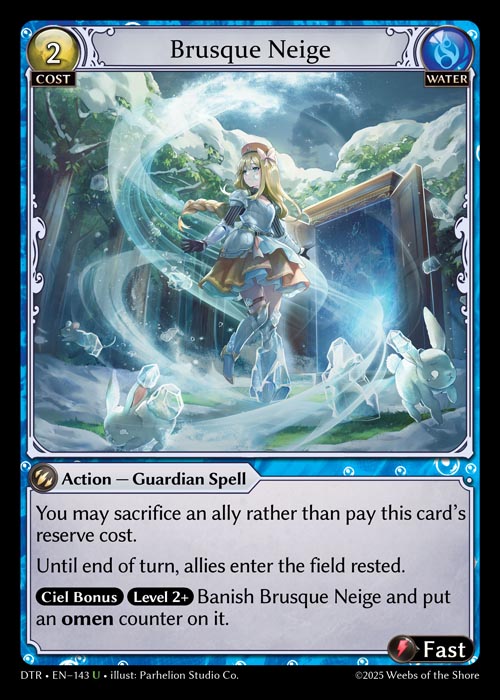 2
Brusque Neige
COST
WATER
Action — Guardian Spell
You may sacrifice an ally rather than pay this card's
reserve cost.
Until end of turn, allies enter the field rested.
Ciel Bonus Level 2+ Banish Brusque Neige and put
an omen counter on it.
Fast
DTR • EN–143 U • illust: Parhelion Studio Co.
©2025 Weebs of the Shore